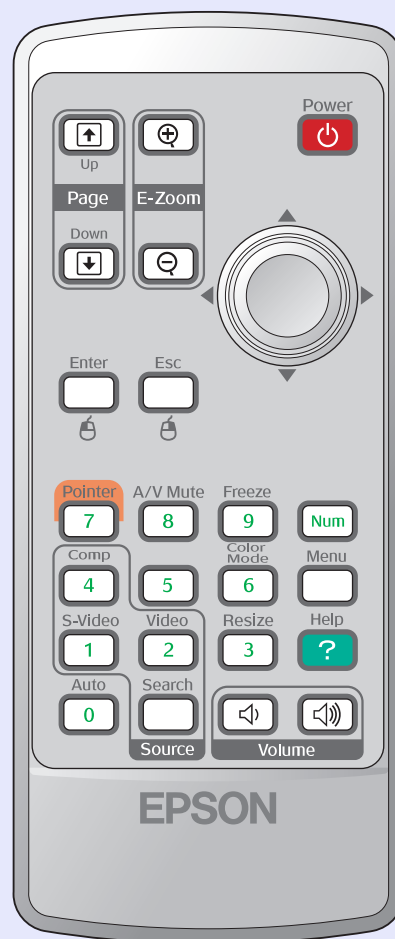 Power
Up
Page E-Zoom
Down
Enter Esc
Pointer A/V Mute Freeze
7 8 9 Num
Comp Color Mode Menu
4 5 6
S-Video Video Resize Help
1 2 3 ?
Auto Search
0
Source Volume
EPSON